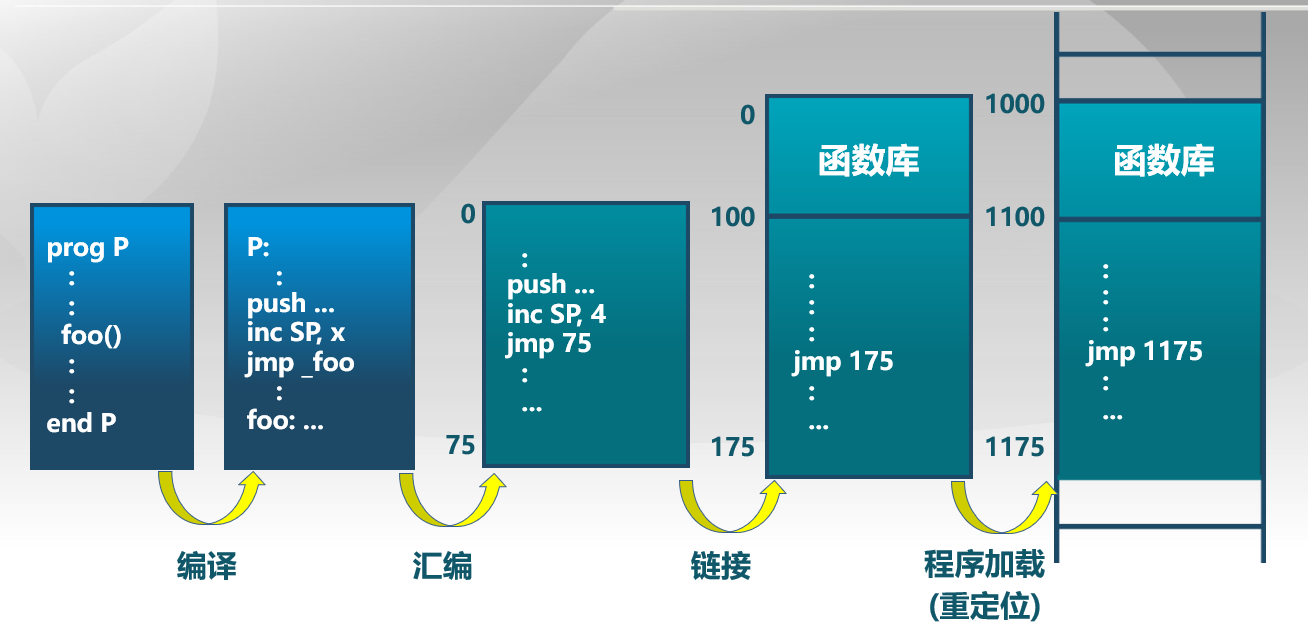 prog P
:
:
foo()
:
:
end P
P:
:
push ...
inc SP, x
jmp _foo
:
foo: ...
0
:
push ...
inc SP, 4
jmp 75
:
...
75
0
函数库
100
:
:
:
jmp 175
:
...
175
1000
函数库
1100
:
:
:
jmp 1175
:
...
1175
编译
汇编
链接
程序加载
(重定位)